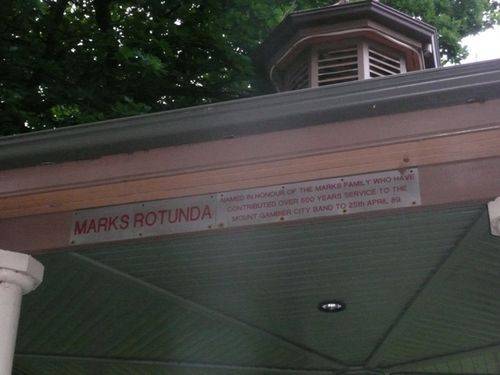 MARKS ROTUNDA
NAMED IN HONOUR OF THE MARKS FAMILY WHO HAVE
CONTRIBUTED OVER 500 YEARS SERVICE TO THE
MOUNT GAMBIER CITY BAND TO 25th APRIL 89.